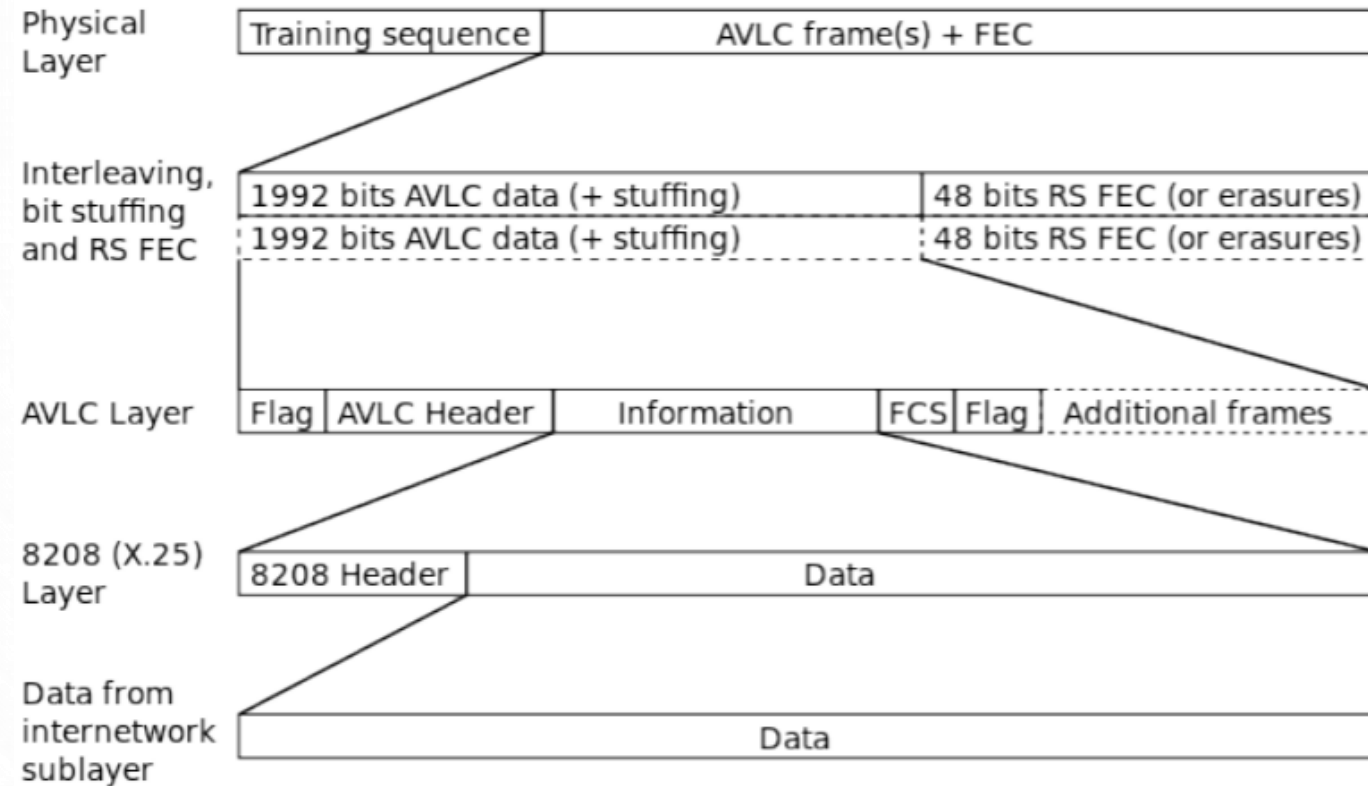 Physical
Layer
Training sequence
AVLC frame(s) + FEC
Interleaving,
bit stuffing
and RS FEC
1992 bits AVLC data (+ stuffing)
48 bits RS FEC (or erasures)
1992 bits AVLC data (+ stuffing)
48 bits RS FEC (or erasures)
AVLC Layer
Flag
AVLC Header
Information
FCS
Flag
Additional frames
8208 (X.25)
Layer
8208 Header
Data
Data from
internetwork
sublayer
Data